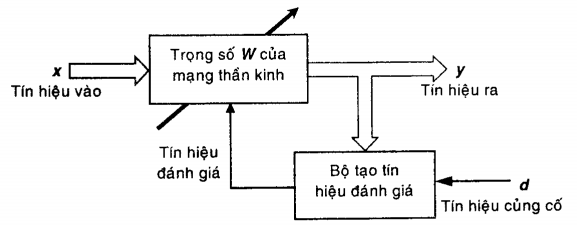 Trọng số W của
mạng thần kinh
x
Tín hiệu vào
y
Tín hiệu ra
Tín hiệu
đánh giá
Bộ tạo tín
hiệu đánh giá
d
Tín hiệu củng cố